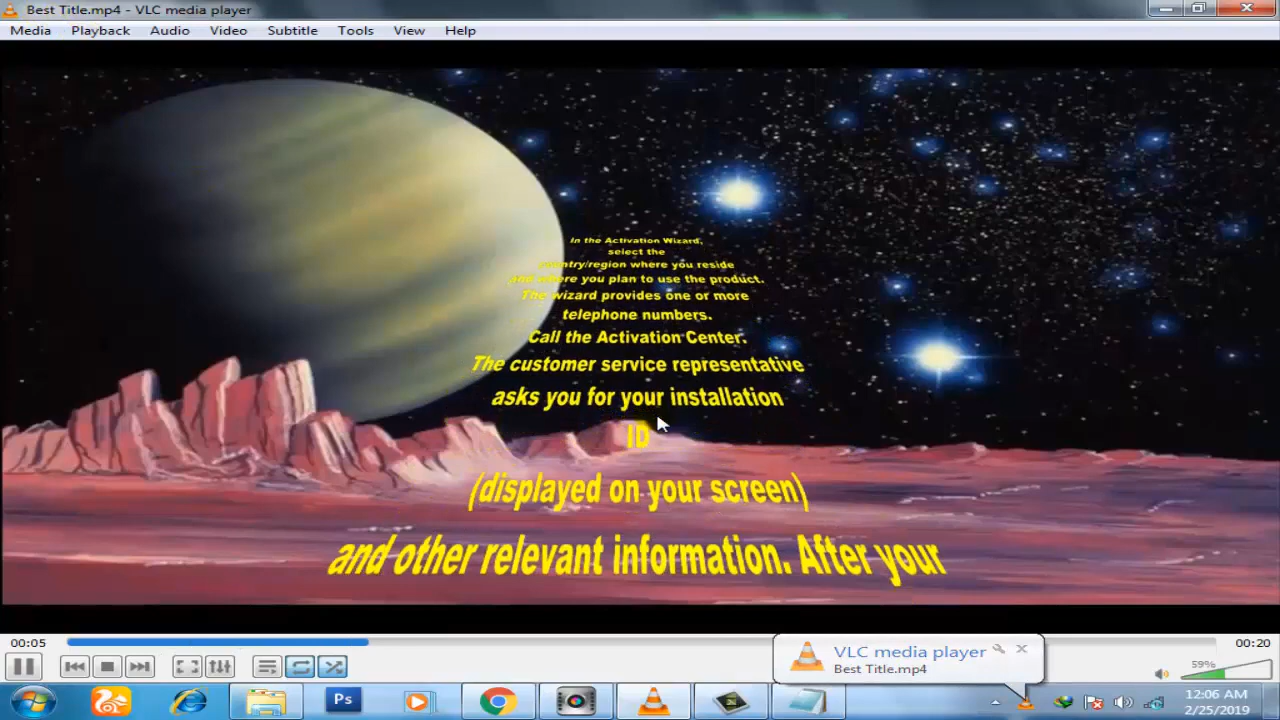 Best Title.mp4 - VLC media player
Media Playback Audio Video Subtitle Tools View Help
In the Activation Wizard,
select the
country/region where you reside
and where you plan to use the product.
The wizard provides one or more
telephone numbers.
Call the Activation Center.
The customer service representative
asks you for your installation
ID
(displayed on your screen)
and other relevant information. After your
00:05
00:20
VLC media player
Best Title.mp4
59%
Ps
12:06 AM
2/25/2019